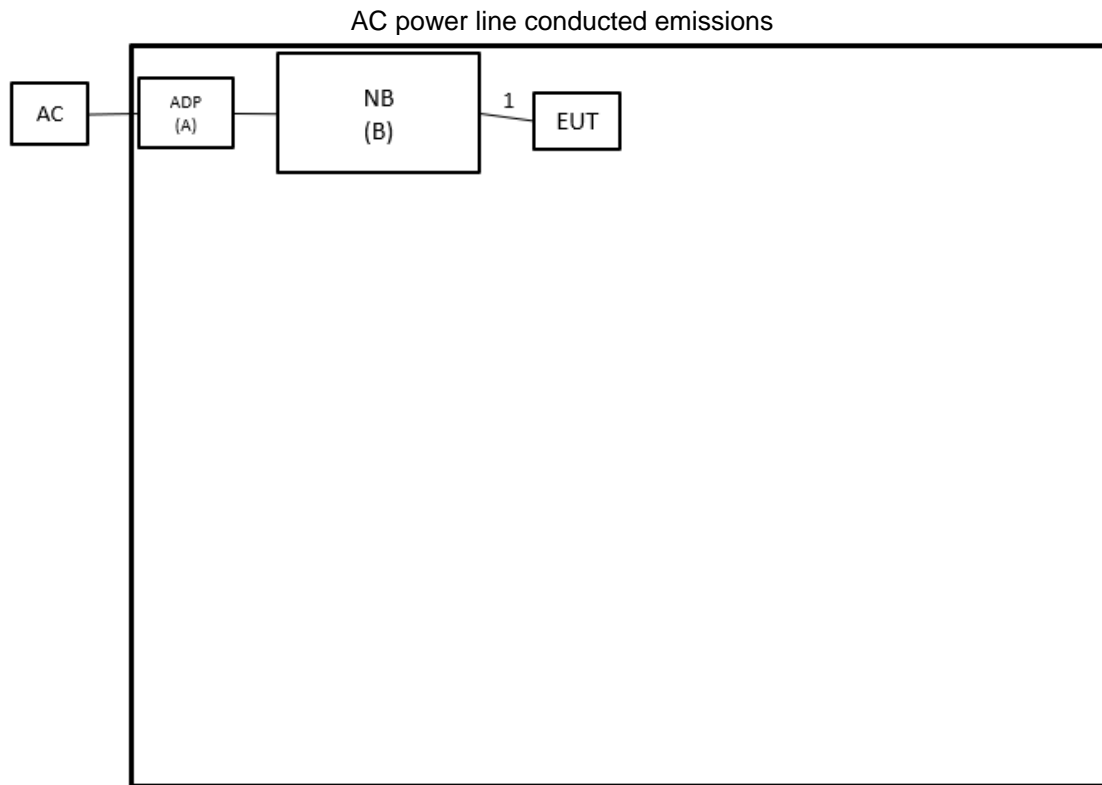 AC power line conducted emissions
AC
ADP
(A)
NB
(B)
1
EUT